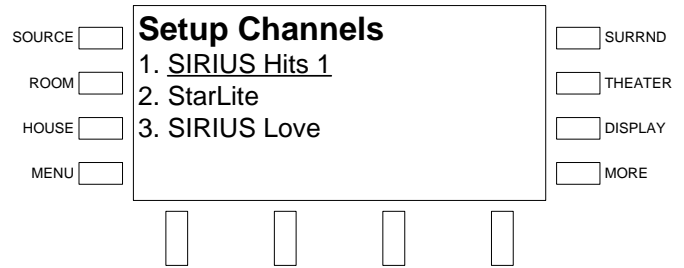 Setup Channels
SOURCE
SURRND
1. SIRIUS Hits 1
ROOM
THEATER
2. StarLite
HOUSE
3. SIRIUS Love
DISPLAY
MENU
MORE